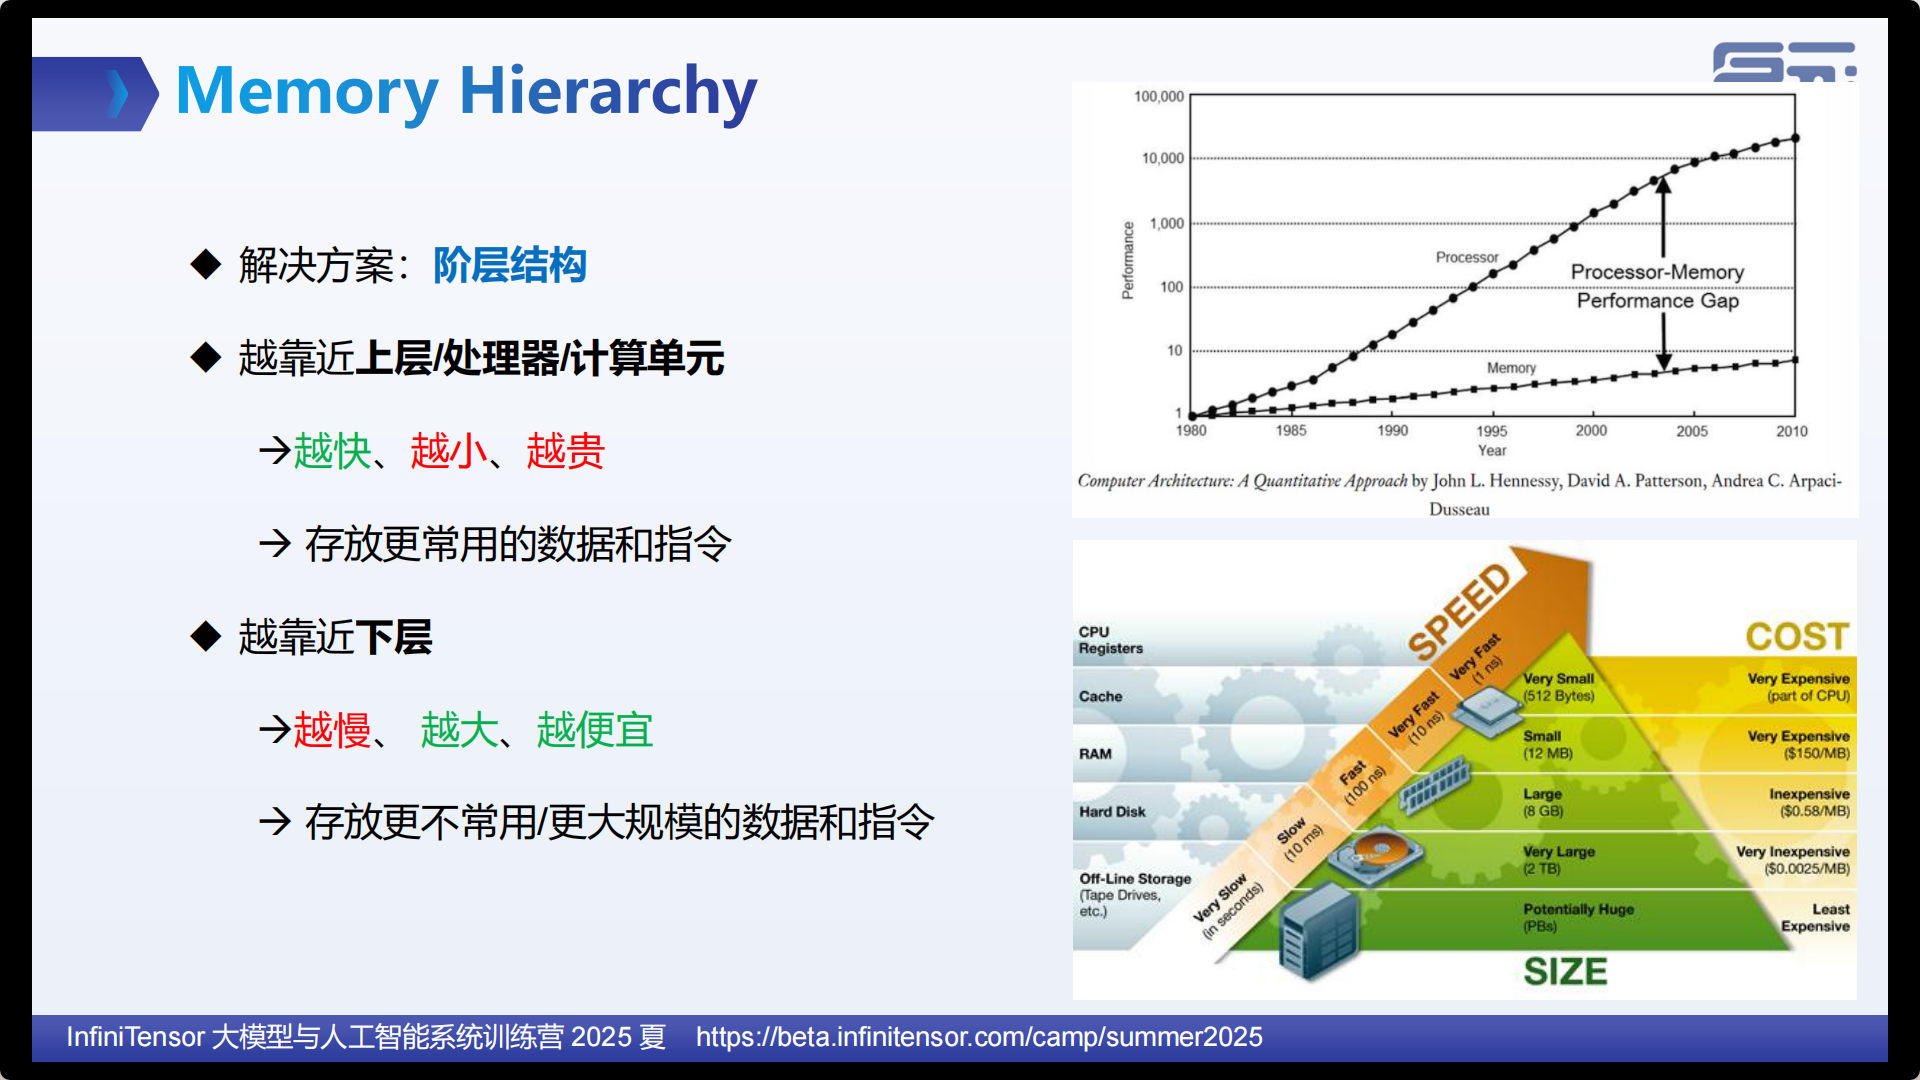 Memory Hierarchy
◆ 解决方案：阶层结构
◆ 越靠近上层/处理器/计算单元
→越快、越小、越贵
→ 存放更常用的数据和指令
◆ 越靠近下层
→越慢、 越大、越便宜
→ 存放更不常用/更大规模的数据和指令
100,000
10,000
1,000
100
10
1
Performance
Processor
Processor-Memory
Performance Gap
Memory
1980 1985 1990 1995 2000 2005 2010
Year
Computer Architecture: A Quantitative Approach by John L. Hennessy, David A. Patterson, Andrea C. Arpaci-
Dusseau
SPEED
COST
CPU
Registers
Very Fast
(1 ns)
Very Small
(512 Bytes)
Very Expensive
(part of CPU)
Cache
Very Fast
(10 ns)
Small
(12 MB)
Very Expensive
($150/MB)
RAM
Fast
(100 ns)
Large
(8 GB)
Inexpensive
($0.58/MB)
Hard Disk
Slow
(10 ms)
Very Large
(2 TB)
Very Inexpensive
($0.0025/MB)
Off-Line Storage
(Tape Drives,
etc.)
Very Slow
(in seconds)
Potentially Huge
(PBs)
Least
Expensive
SIZE
InfiniTensor 大模型与人工智能系统训练营 2025 夏 https://beta.infinitensor.com/camp/summer2025